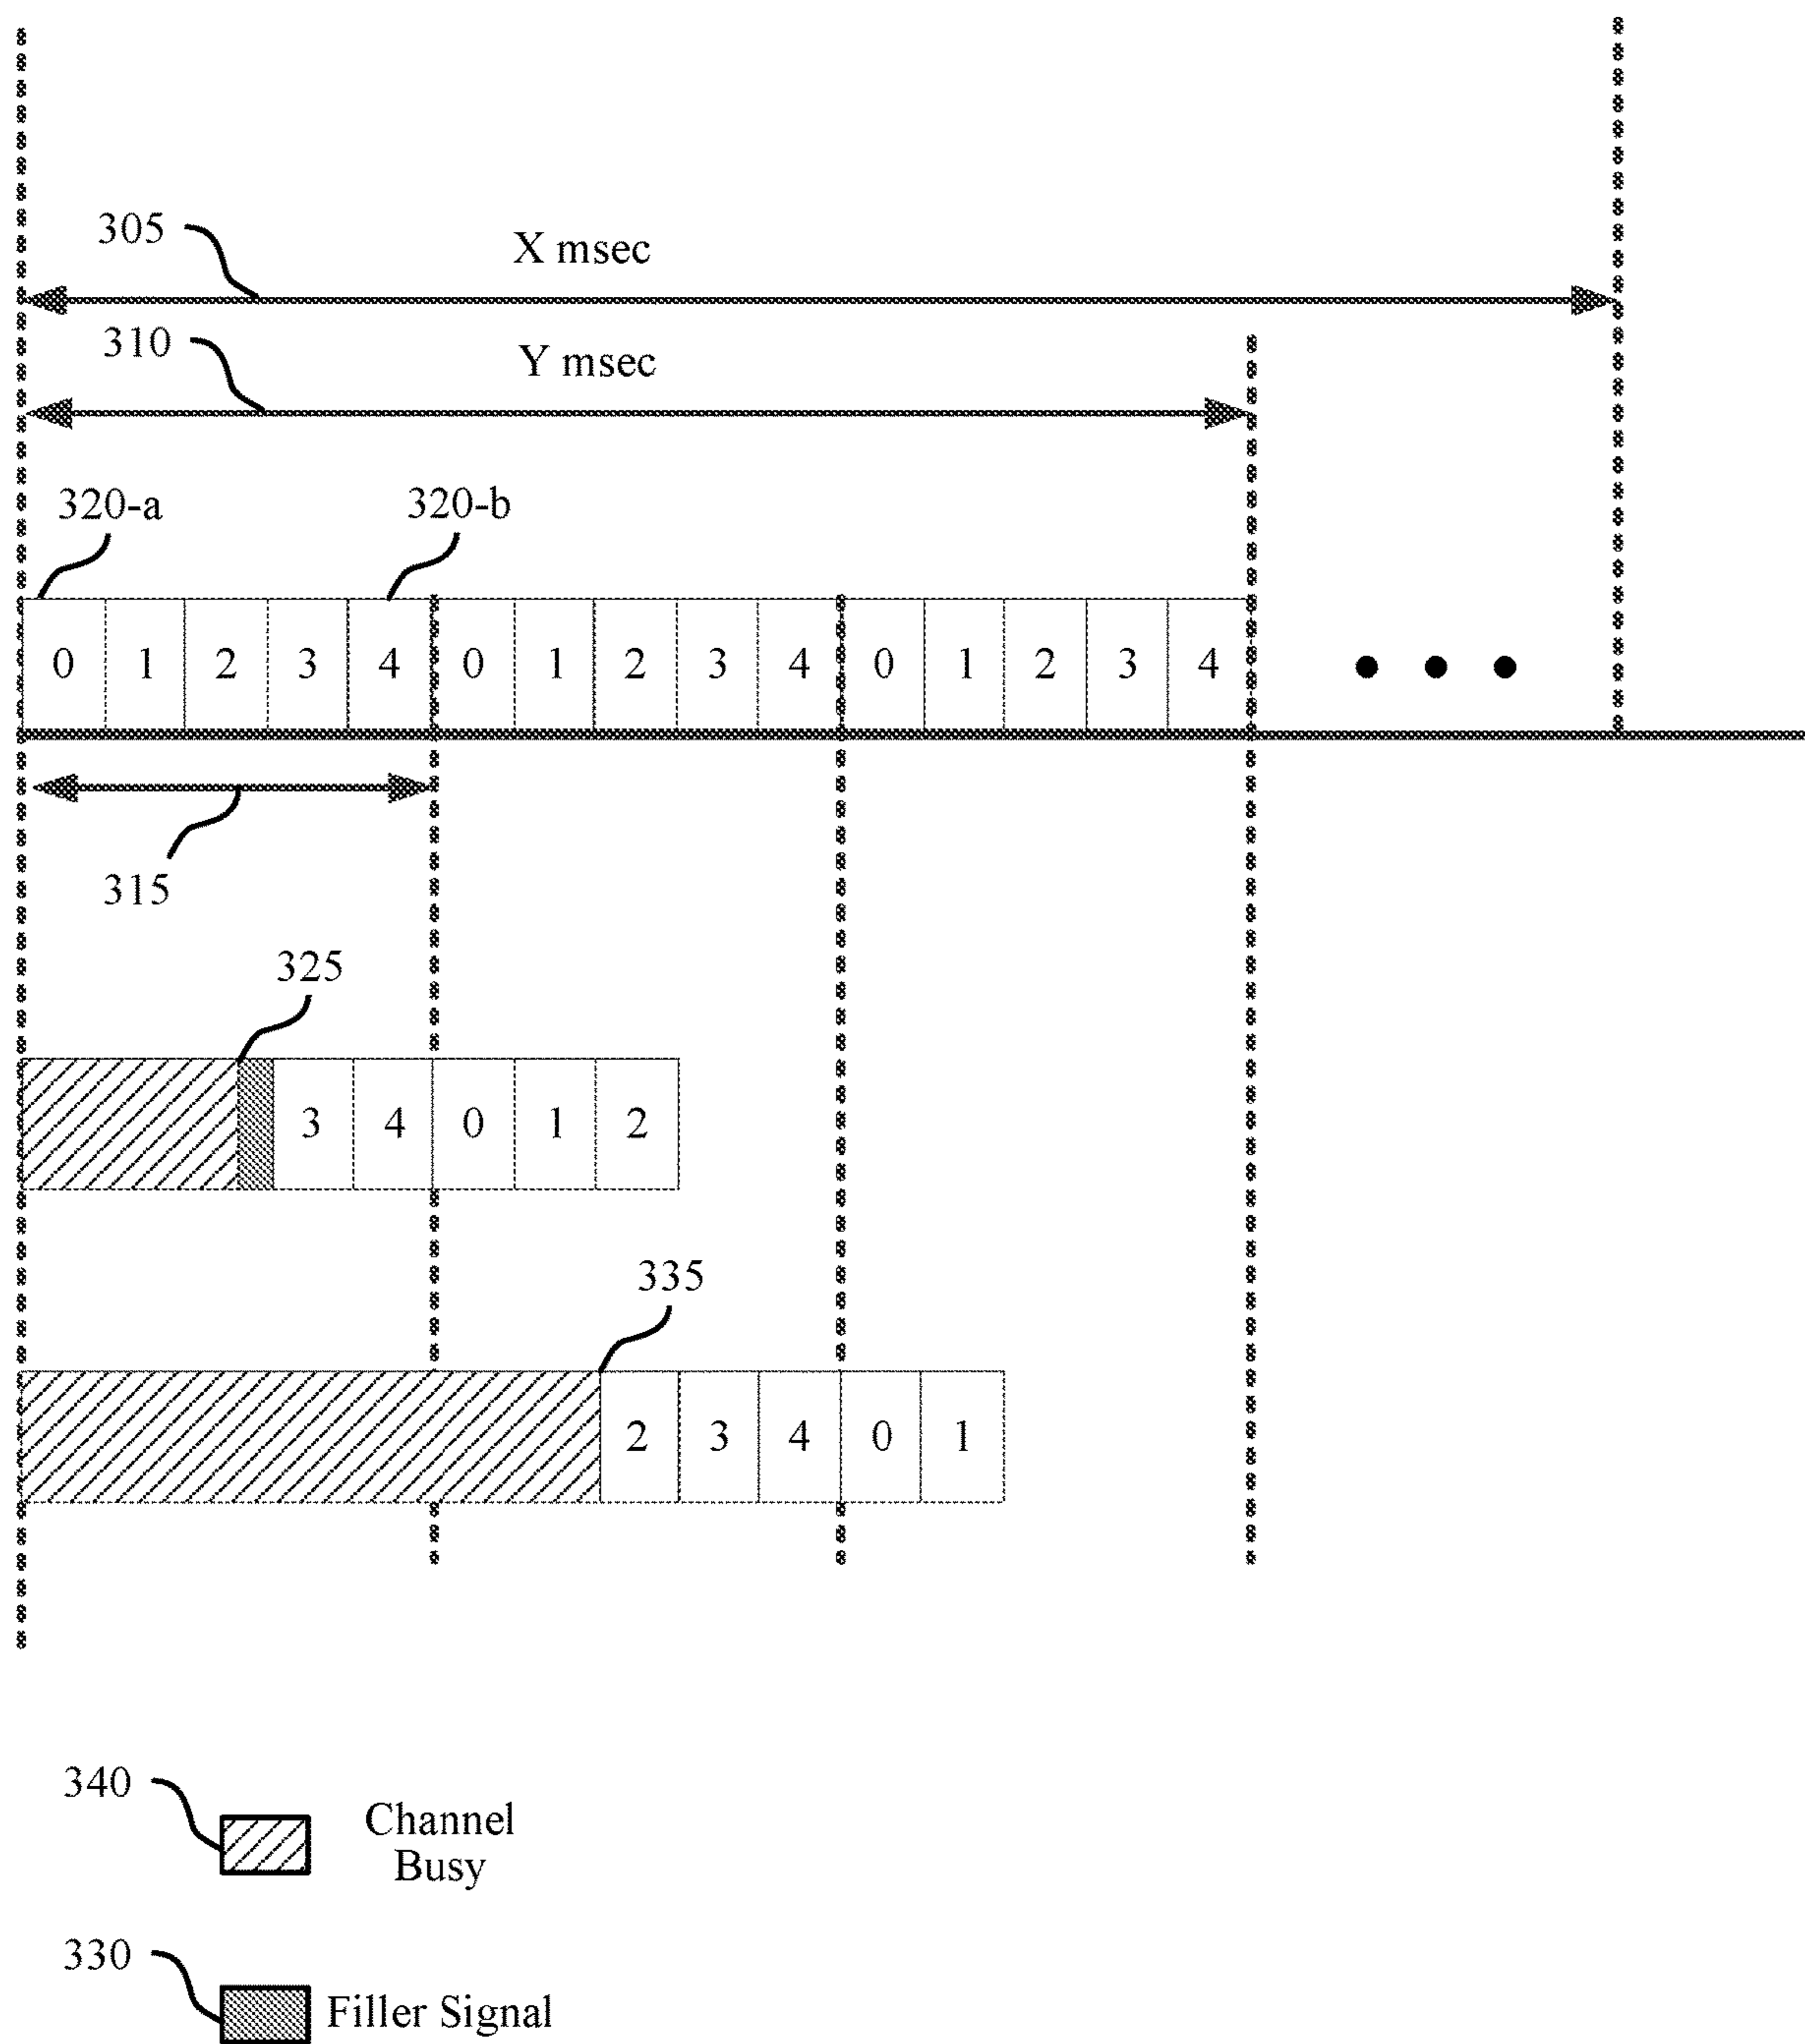 305
X msec
310
Y msec
320-a
320-b
0 1 2 3 4 0 1 2 3 4 0 1 2 3 4
315
325
3 4 0 1 2
335
2 3 4 0 1
340
Channel
Busy
330
Filler Signal